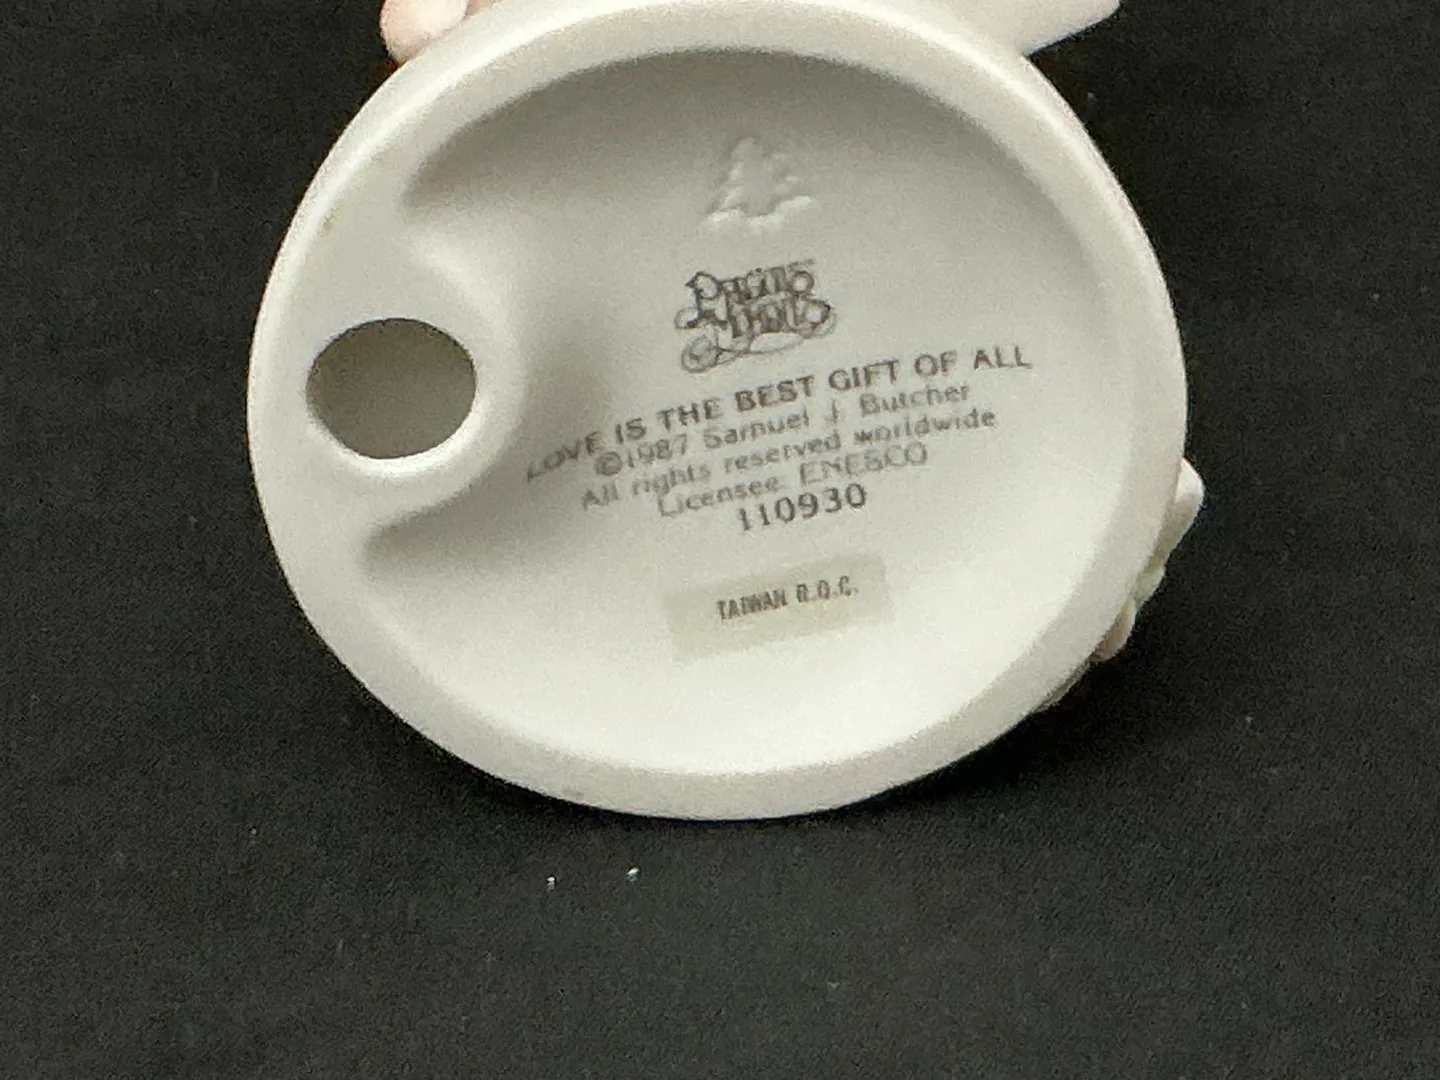 Precious
Moments
LOVE IS THE BEST GIFT OF ALL
©1987 Samuel J. Butcher
All rights reserved worldwide
Licensee ENESCO
110930
TAIWAN R.O.C.